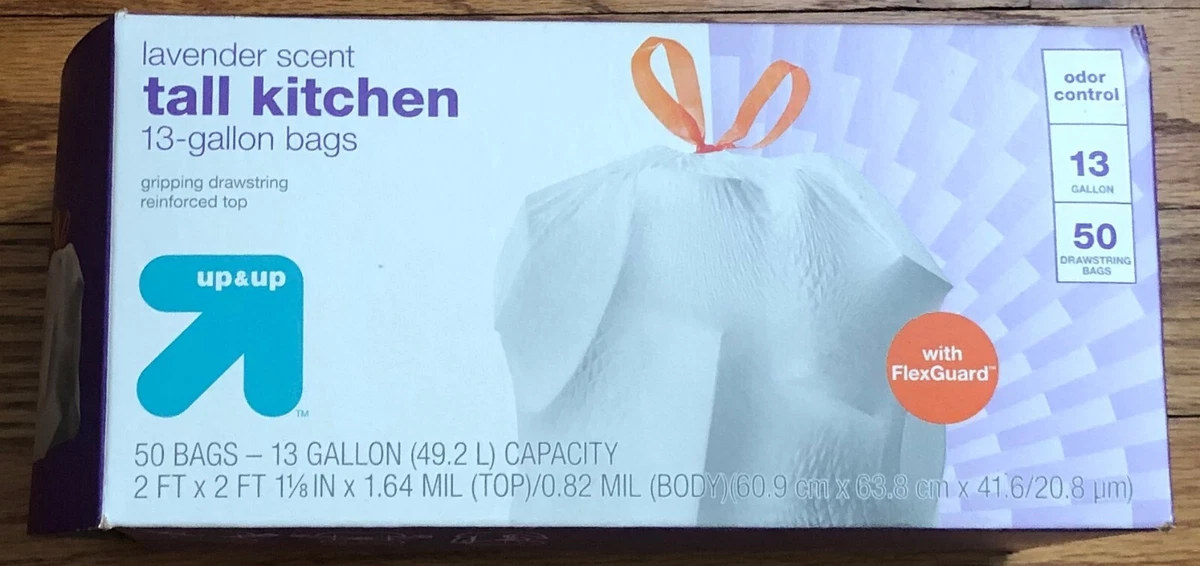 lavender scent
tall kitchen
13-gallon bags
gripping drawstring
reinforced top
up&up
TM
50 BAGS – 13 GALLON (49.2 L) CAPACITY
2 FT x 2 FT 1⅛ IN x 1.64 MIL (TOP)/0.82 MIL (BODY)(60.9 cm x 63.8 cm x 41.6/20.8 µm)
odor
control
13
GALLON
50
DRAWSTRING
BAGS
with
FlexGuard™